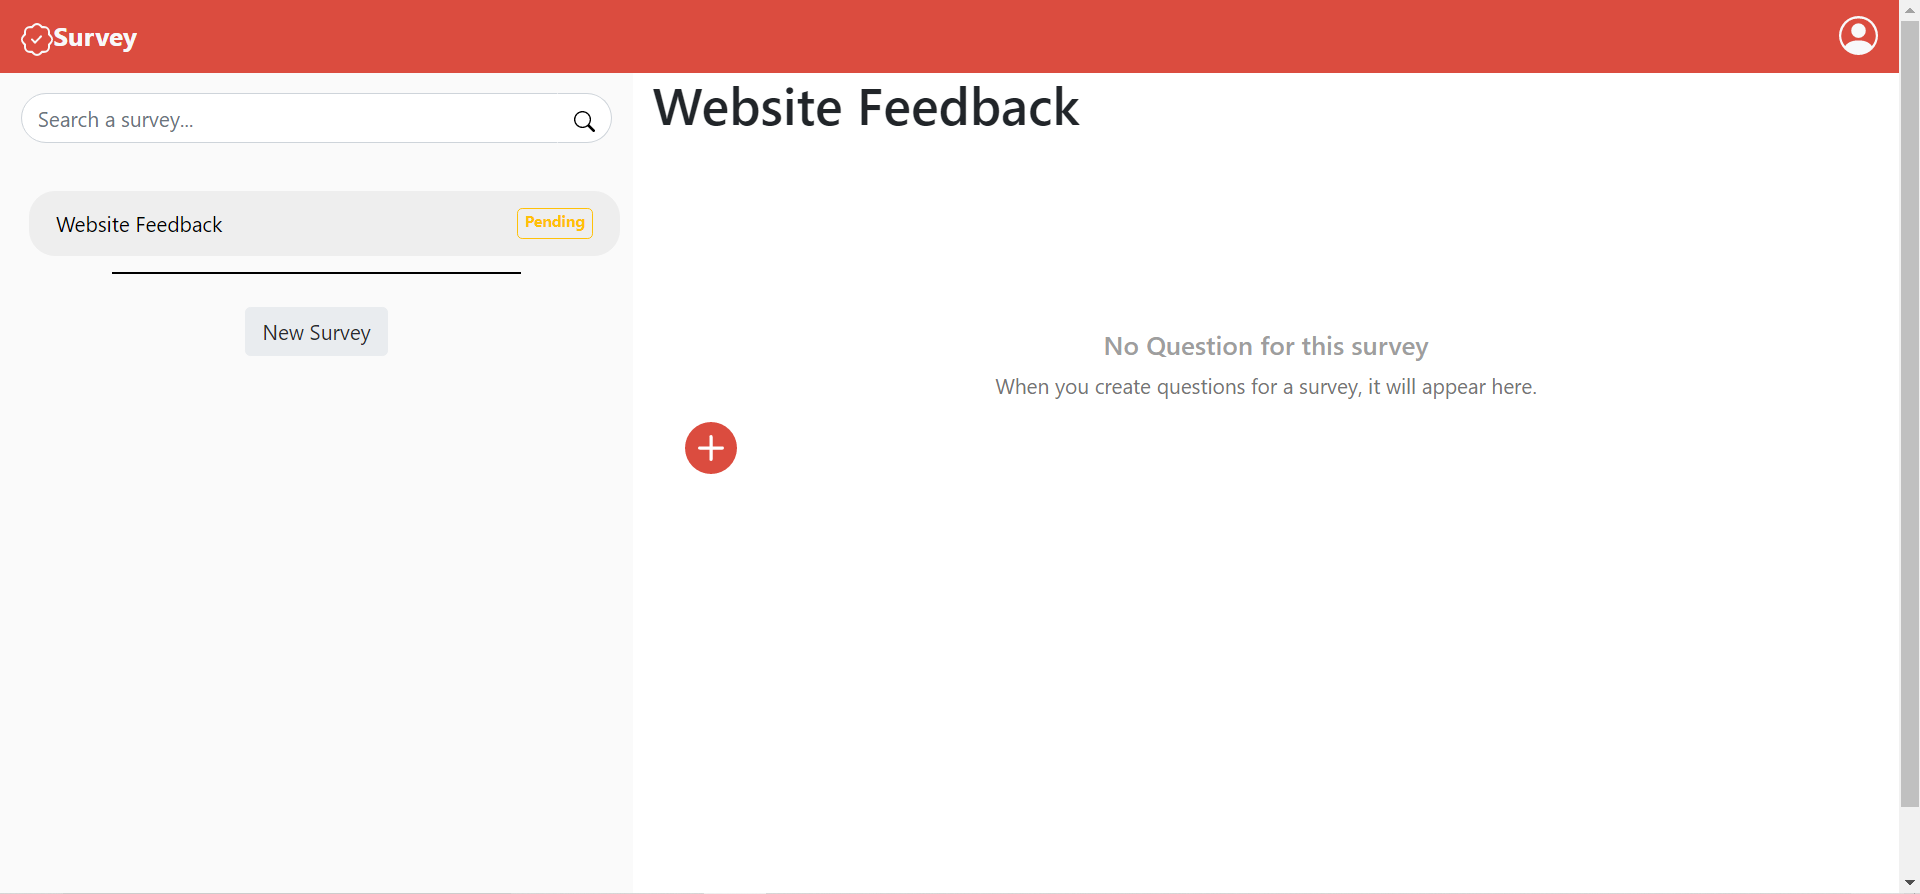 Survey
Search a survey...
Website Feedback
Pending
New Survey
Website Feedback
No Question for this survey
When you create questions for a survey, it will appear here.